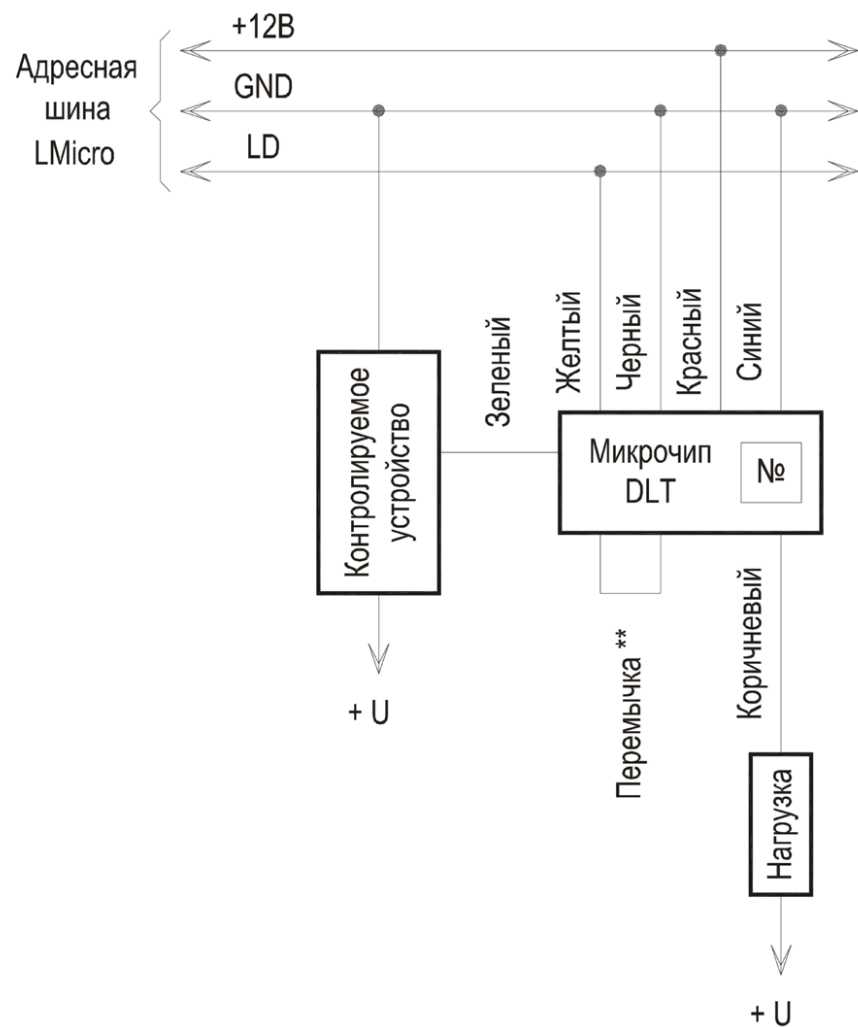 +12В
Адресная
шина
LMicro
GND
LD
Зеленый
Желтый
Черный
Красный
Синий
Контролируемое
устройство
Микрочип
DLT
№
Перемычка **
Коричневый
+ U
Нагрузка
+ U